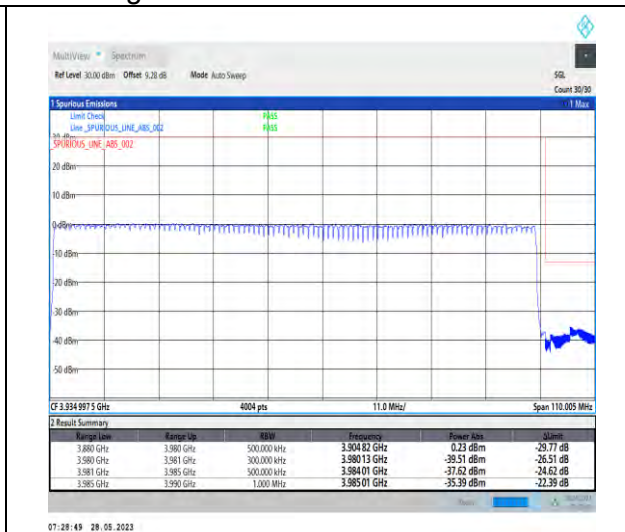 MultiView Spectrum
Ref Level 30.00 dBm Offset 9.28 dB Mode Auto Sweep SGL
Count 30/30
1 Spurious Emissions 1 Max
Limit Check PASS
Line _SPURIOUS_LINE_ABS_002 PASS
30 dBm
_SPURIOUS_LINE_ABS_002
20 dBm
10 dBm
0 dBm
-10 dBm
-20 dBm
-30 dBm
-40 dBm
-50 dBm
CF 3.934 997 5 GHz 4004 pts 11.0 MHz/ Span 110.005 MHz
2 Result Summary
Range Low Range Up RBW Frequency Power Abs ΔLimit
3.880 GHz 3.980 GHz 500.000 kHz 3.904 82 GHz 0.23 dBm -29.77 dB
3.980 GHz 3.981 GHz 300.000 kHz 3.980 13 GHz -39.51 dBm -26.51 dB
3.981 GHz 3.985 GHz 500.000 kHz 3.984 01 GHz -37.62 dBm -24.62 dB
3.985 GHz 3.990 GHz 1.000 MHz 3.985 01 GHz -35.39 dBm -22.39 dB
07:28:49 28.05.2023